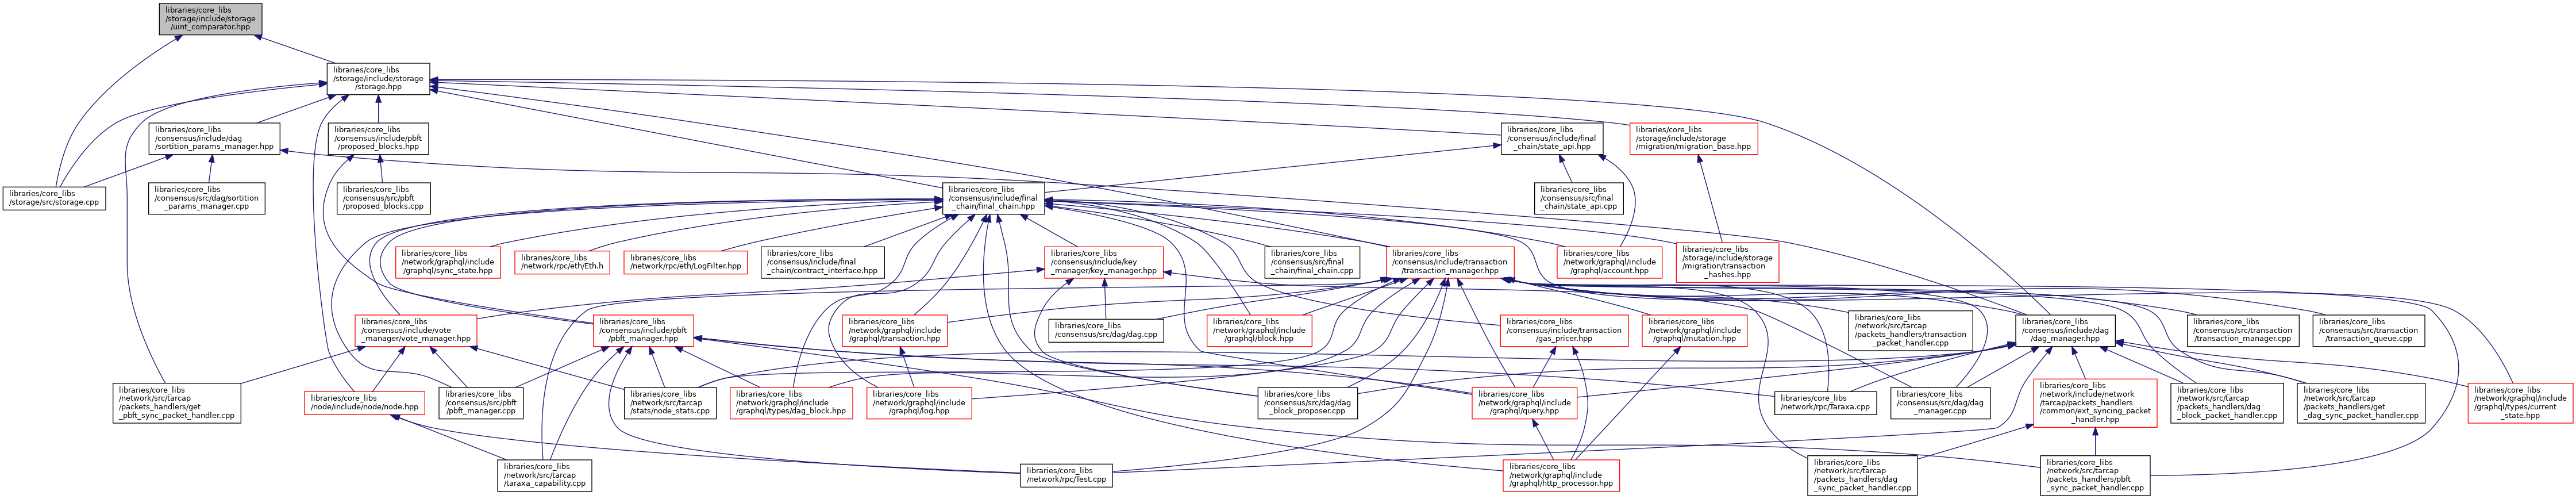 libraries/core_libs
/storage/include/storage
/uint_comparator.hpp
libraries/core_libs
/storage/include/storage
/storage.hpp
libraries/core_libs
/consensus/include/dag
/sortition_params_manager.hpp
libraries/core_libs
/consensus/include/pbft
/proposed_blocks.hpp
libraries/core_libs
/consensus/include/final
_chain/state_api.hpp
libraries/core_libs
/storage/include/storage
/migration/migration_base.hpp
libraries/core_libs
/storage/src/storage.cpp
libraries/core_libs
/consensus/src/dag/sortition
_params_manager.cpp
libraries/core_libs
/consensus/src/pbft
/proposed_blocks.cpp
libraries/core_libs
/consensus/include/final
_chain/final_chain.hpp
libraries/core_libs
/consensus/src/final
_chain/state_api.cpp
libraries/core_libs
/network/graphql/include
/graphql/sync_state.hpp
libraries/core_libs
/network/rpc/eth/Eth.h
libraries/core_libs
/network/rpc/eth/LogFilter.hpp
libraries/core_libs
/consensus/include/final
_chain/contract_interface.hpp
libraries/core_libs
/consensus/include/key
_manager/key_manager.hpp
libraries/core_libs
/consensus/src/final
_chain/final_chain.cpp
libraries/core_libs
/consensus/include/transaction
/transaction_manager.hpp
libraries/core_libs
/network/graphql/include
/graphql/account.hpp
libraries/core_libs
/storage/include/storage
/migration/transaction
_hashes.hpp
libraries/core_libs
/consensus/include/vote
_manager/vote_manager.hpp
libraries/core_libs
/consensus/include/pbft
/pbft_manager.hpp
libraries/core_libs
/network/graphql/include
/graphql/transaction.hpp
libraries/core_libs
/consensus/src/dag/dag.cpp
libraries/core_libs
/network/graphql/include
/graphql/block.hpp
libraries/core_libs
/consensus/include/transaction
/gas_pricer.hpp
libraries/core_libs
/network/graphql/include
/graphql/mutation.hpp
libraries/core_libs
/network/src/tarcap
/packets_handlers/transaction
_packet_handler.cpp
libraries/core_libs
/consensus/include/dag
/dag_manager.hpp
libraries/core_libs
/consensus/src/transaction
/transaction_manager.cpp
libraries/core_libs
/consensus/src/transaction
/transaction_queue.cpp
libraries/core_libs
/network/src/tarcap
/packets_handlers/get
_pbft_sync_packet_handler.cpp
libraries/core_libs
/node/include/node/node.hpp
libraries/core_libs
/consensus/src/pbft
/pbft_manager.cpp
libraries/core_libs
/network/src/tarcap
/stats/node_stats.cpp
libraries/core_libs
/network/graphql/include
/graphql/types/dag_block.hpp
libraries/core_libs
/network/graphql/include
/graphql/log.hpp
libraries/core_libs
/consensus/src/dag/dag
_block_proposer.cpp
libraries/core_libs
/network/graphql/include
/graphql/query.hpp
libraries/core_libs
/network/rpc/Taraxa.cpp
libraries/core_libs
/consensus/src/dag/dag
_manager.cpp
libraries/core_libs
/network/include/network
/tarcap/packets_handlers
/common/ext_syncing_packet
_handler.hpp
libraries/core_libs
/network/src/tarcap
/packets_handlers/dag
_block_packet_handler.cpp
libraries/core_libs
/network/src/tarcap
/packets_handlers/get
_dag_sync_packet_handler.cpp
libraries/core_libs
/network/graphql/include
/graphql/types/current
_state.hpp
libraries/core_libs
/network/src/tarcap
/taraxa_capability.cpp
libraries/core_libs
/network/rpc/Test.cpp
libraries/core_libs
/network/graphql/include
/graphql/http_processor.hpp
libraries/core_libs
/network/src/tarcap
/packets_handlers/dag
_sync_packet_handler.cpp
libraries/core_libs
/network/src/tarcap
/packets_handlers/pbft
_sync_packet_handler.cpp